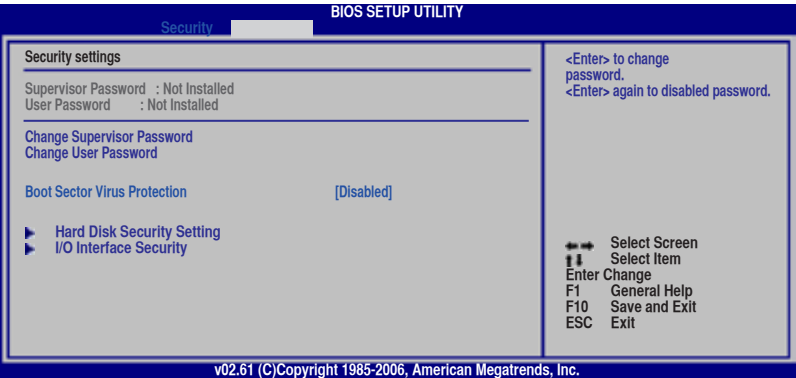 BIOS SETUP UTILITY
Security
Security settings
Supervisor Password : Not Installed
User Password : Not Installed
Change Supervisor Password
Change User Password
Boot Sector Virus Protection [Disabled]
Hard Disk Security Setting
I/O Interface Security
<Enter> to change
password.
<Enter> again to disabled password.
Select Screen
Select Item
Enter Change
F1 General Help
F10 Save and Exit
ESC Exit
v02.61 (C)Copyright 1985-2006, American Megatrends, Inc.